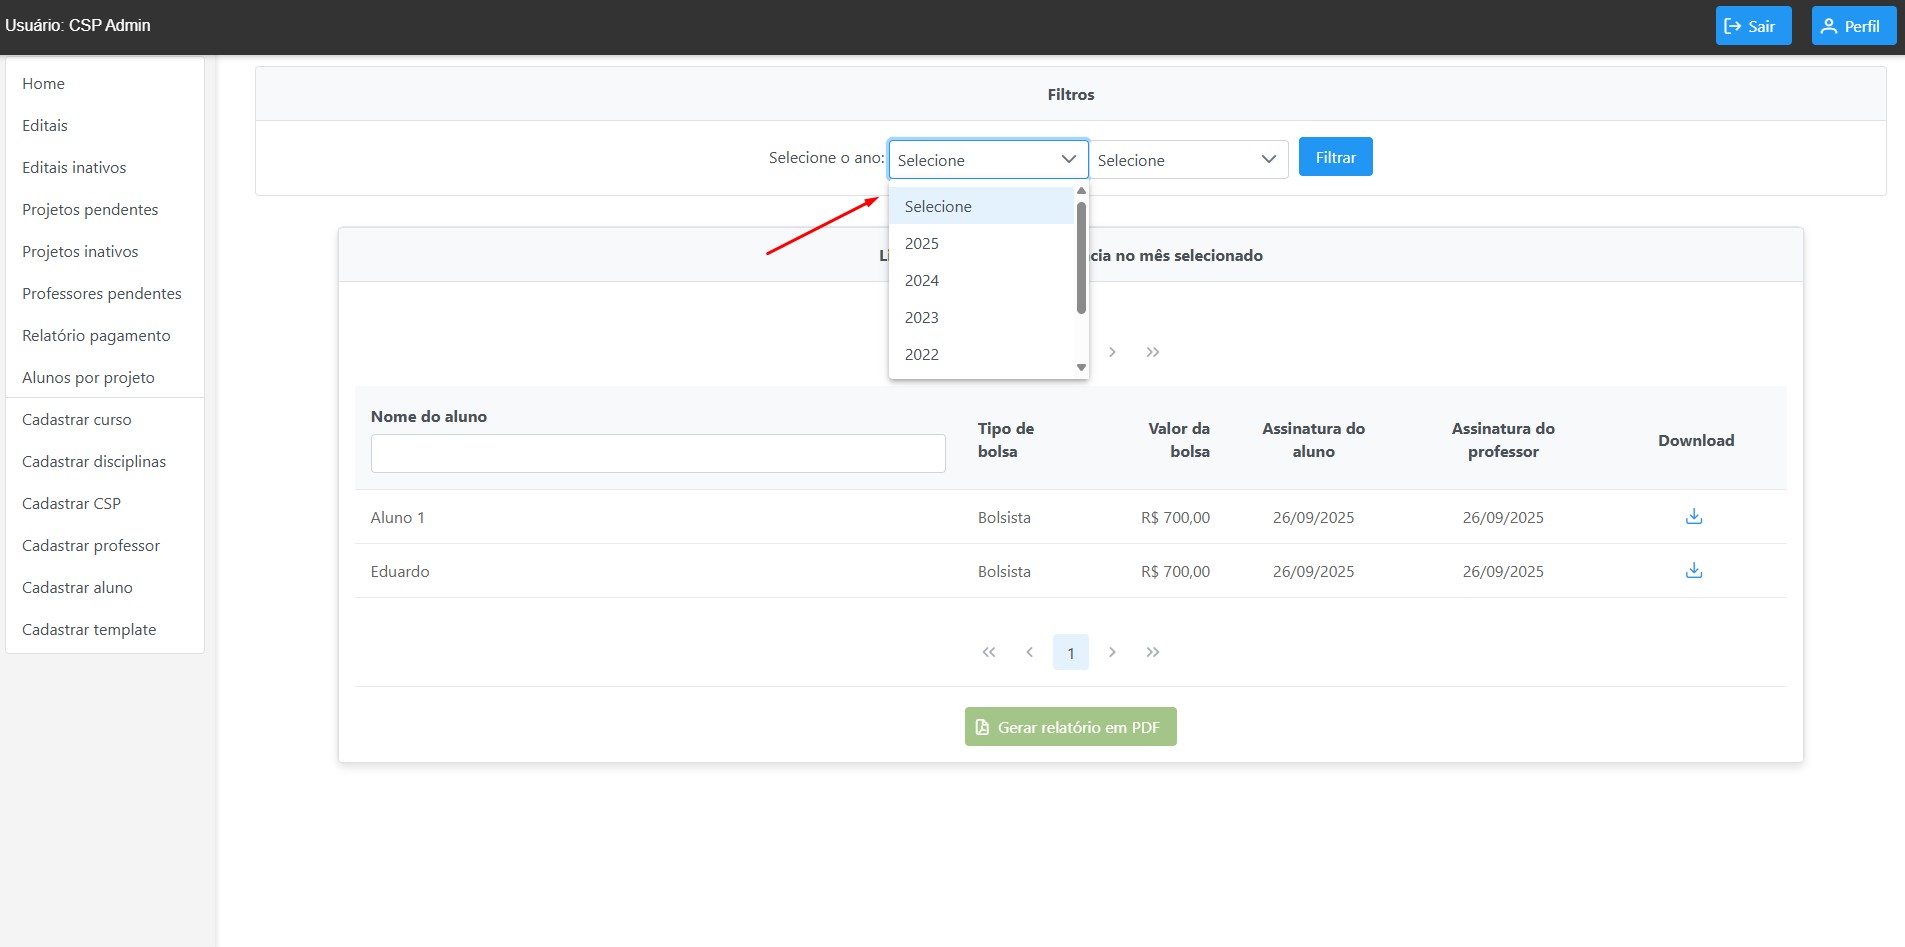 Usuário: CSP Admin
Sair
Perfil
Home
Editais
Editais inativos
Projetos pendentes
Projetos inativos
Professores pendentes
Relatório pagamento
Alunos por projeto
Cadastrar curso
Cadastrar disciplinas
Cadastrar CSP
Cadastrar professor
Cadastrar aluno
Cadastrar template
Filtros
Selecione o ano: Selecione Selecione Filtrar
Selecione
2025
2024
2023
2022
no mês selecionado
Nome do aluno
Tipo de
bolsa
Valor da
bolsa
Assinatura do
aluno
Assinatura do
professor
Download
Aluno 1 Bolsista R$ 700,00 26/09/2025 26/09/2025
Eduardo Bolsista R$ 700,00 26/09/2025 26/09/2025
1
Gerar relatório em PDF